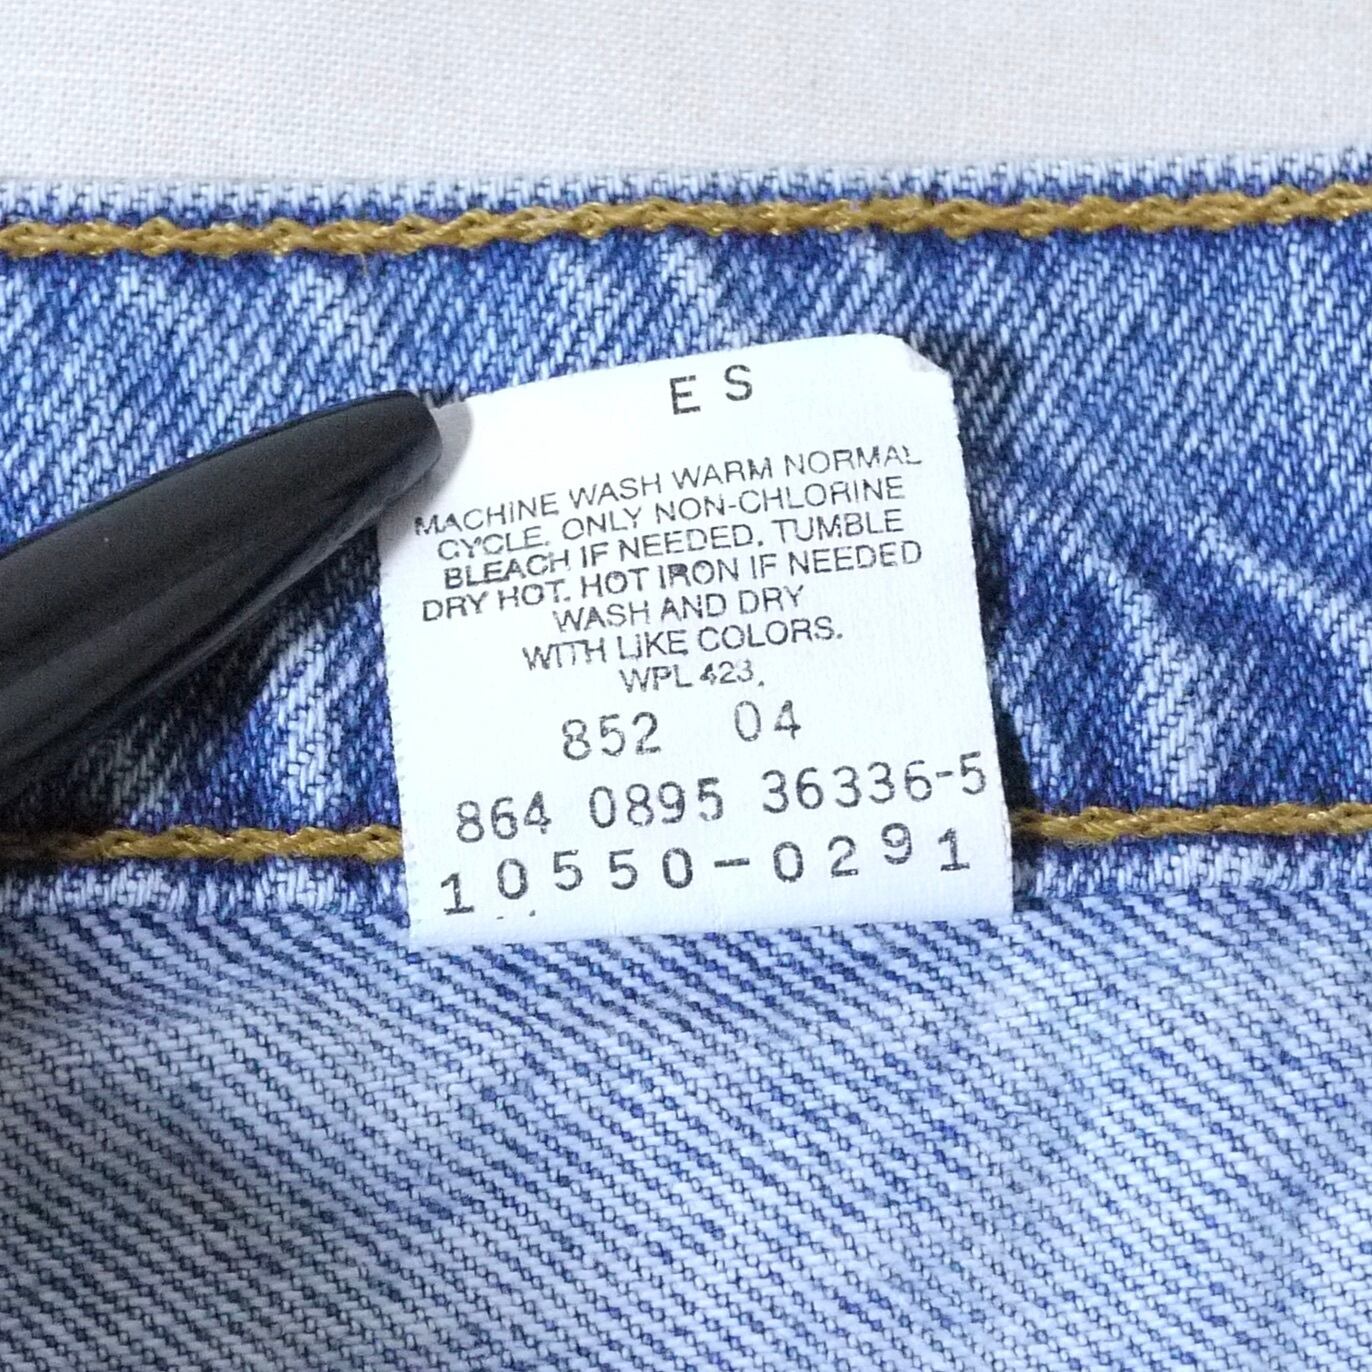 E S
MACHINE WASH WARM NORMAL
CYCLE. ONLY NON-CHLORINE
BLEACH IF NEEDED. TUMBLE
DRY HOT. HOT IRON IF NEEDED
WASH AND DRY
WITH LIKE COLORS.
WPL 423.
852 04
864 0895 36336-5
10550-0291